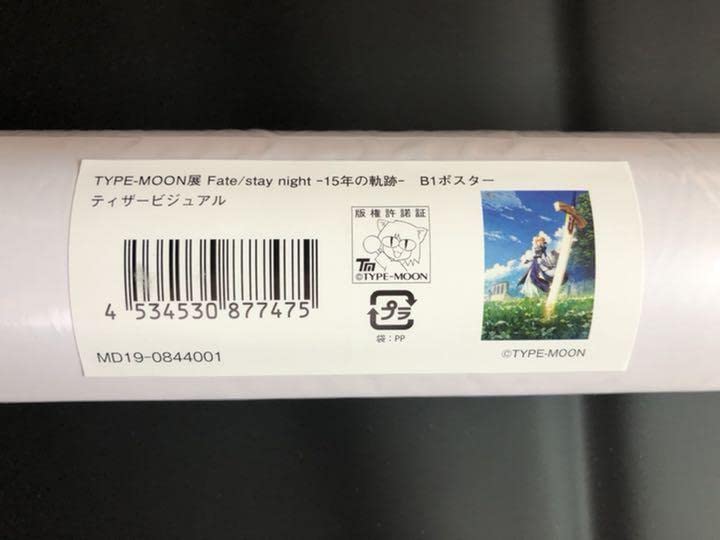 TYPE-MOON展 Fate/stay night -15年の軌跡- B1ポスター
ティザービジュアル
版権許諾証
TM
©TYPE-MOON
4 534530 877475
プラ
袋：PP
MD19-0844001
©TYPE-MOON